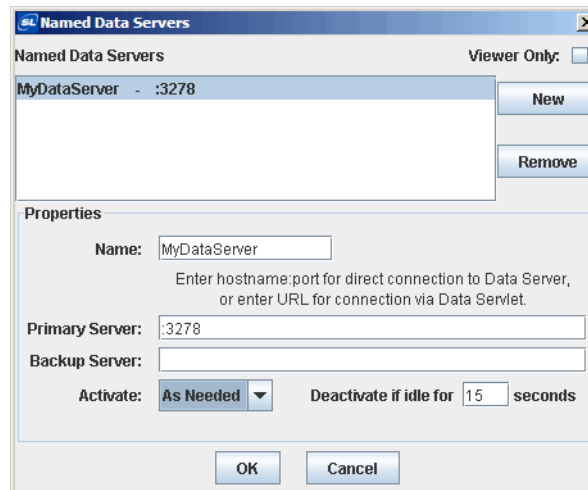 SL Named Data Servers
Named Data Servers Viewer Only:
MyDataServer - :3278
New
Remove
Properties
Name: MyDataServer
Enter hostname:port for direct connection to Data Server,
or enter URL for connection via Data Servlet.
Primary Server: :3278
Backup Server:
Activate: As Needed Deactivate if idle for 15 seconds
OK Cancel